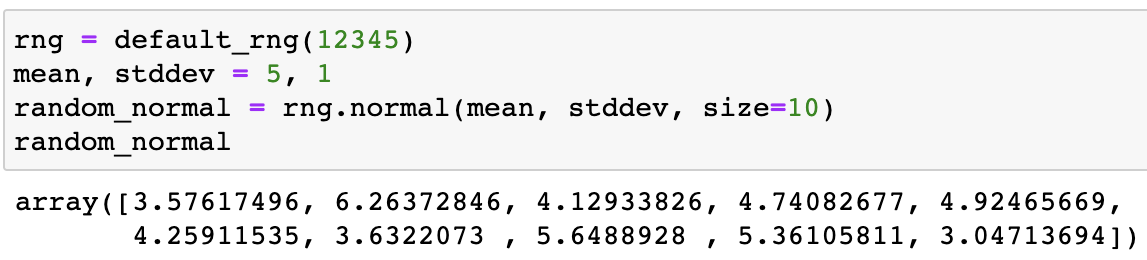 rng = default_rng(12345)
mean, stddev = 5, 1
random_normal = rng.normal(mean, stddev, size=10)
random_normal
array([3.57617496, 6.26372846, 4.12933826, 4.74082677, 4.92465669,
4.25911535, 3.6322073 , 5.6488928 , 5.36105811, 3.04713694])